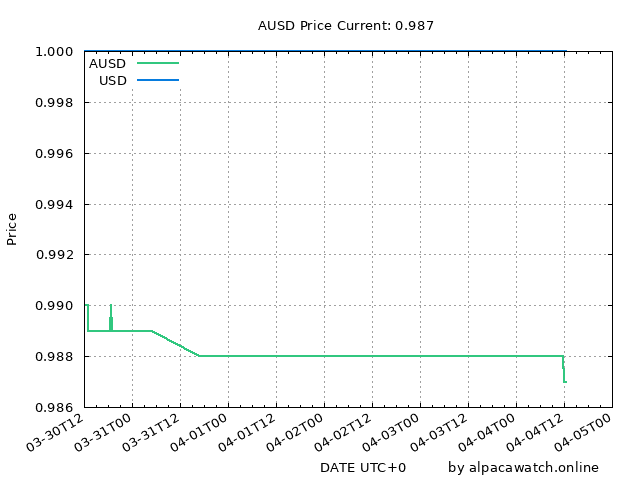 AUSD Price Current: 0.987
1.000
0.998
0.996
0.994
0.992
0.990
0.988
0.986
Price
AUSD
USD
03-30T12
03-31T00
03-31T12
04-01T00
04-01T12
04-02T00
04-02T12
04-03T00
04-03T12
04-04T00
04-04T12
04-05T00
DATE UTC+0
by alpacawatch.online